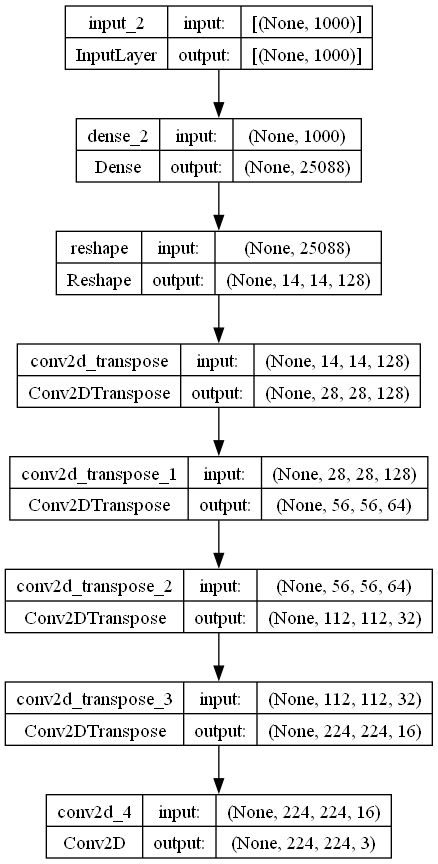 input_2 input: [(None, 1000)]
InputLayer output: [(None, 1000)]
dense_2 input: (None, 1000)
Dense output: (None, 25088)
reshape input: (None, 25088)
Reshape output: (None, 14, 14, 128)
conv2d_transpose input: (None, 14, 14, 128)
Conv2DTranspose output: (None, 28, 28, 128)
conv2d_transpose_1 input: (None, 28, 28, 128)
Conv2DTranspose output: (None, 56, 56, 64)
conv2d_transpose_2 input: (None, 56, 56, 64)
Conv2DTranspose output: (None, 112, 112, 32)
conv2d_transpose_3 input: (None, 112, 112, 32)
Conv2DTranspose output: (None, 224, 224, 16)
conv2d_4 input: (None, 224, 224, 16)
Conv2D output: (None, 224, 224, 3)